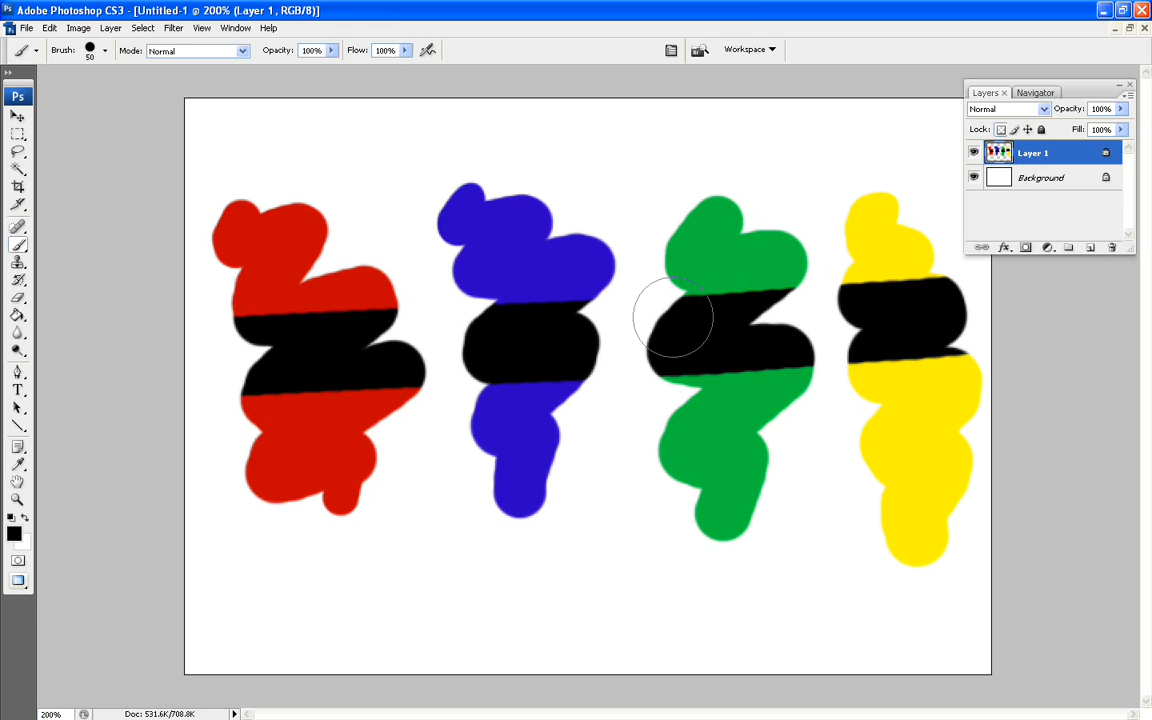 Adobe Photoshop CS3 - [Untitled-1 @ 200% (Layer 1, RGB/8)]
File Edit Image Layer Select Filter View Window Help
Brush: 50 Mode: Normal Opacity: 100% Flow: 100% Workspace
Ps
Layers Navigator
Normal Opacity: 100%
Lock: Fill: 100%
Layer 1
Background
200% Doc: 531.6K/708.8K